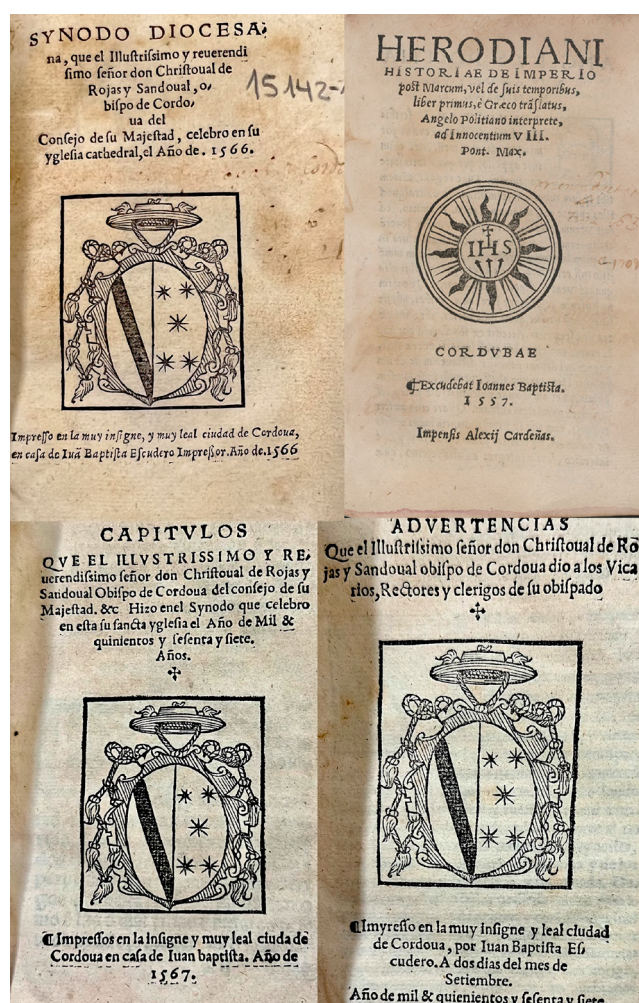 SYNODO DIOCESA-
na, que el Illustrissimo y reuerendi
simo señor don Christoual de
Rojas y Sandoual, o-
bispo de Cordo-
ua del
Consejo de su Majestad, celebro en su
yglesia cathedral, el Año de. 1566.
15142-
Impresso en la muy insigne, y muy leal ciudad de Cordoua,
en casa de Iuã Baptista Escudero Impressor. Año de. 1566
HERODIANI
HISTORIAE DE IMPERIO
post Marcum, vel de suis temporibus,
liber primus, è Græco trãslatus,
Angelo Politiano interprete,
ad Innocentium VIII.
Pont. Max.
IHS
CORDVBAE
¶Excudebat Ioannes Baptista.
1557.
Impensis Alexij Cardeñas.
CAPITVLOS
QVE EL ILLVSTRISSIMO Y RE-
uerendissimo señor don Christoual de Rojas y
Sandoual Obispo de Cordoua del consejo de su
Majestad. &c Hizo enel Synodo que celebro
en esta su sancta yglesia el Año de Mil &
quinientos y sesenta y siete.
Años.
¶ Impressos en la insigne y muy leal ciuda de
Cordoua en casa de Iuan baptista. Año de
1567.
ADVERTENCIAS
Que el Illustrissimo señor don Christoual de Ro
jas y Sandoual obispo de Cordoua dio a los Vica
rios, Rectores y clerigos de su obispado
¶Imyresso en la muy insigne y leal ciudad
de Cordoua, por Iuan Baptista Es-
cudero. A dos dias del mes de
Setiembre.
Año de mil & quienientos y sesenta y siete